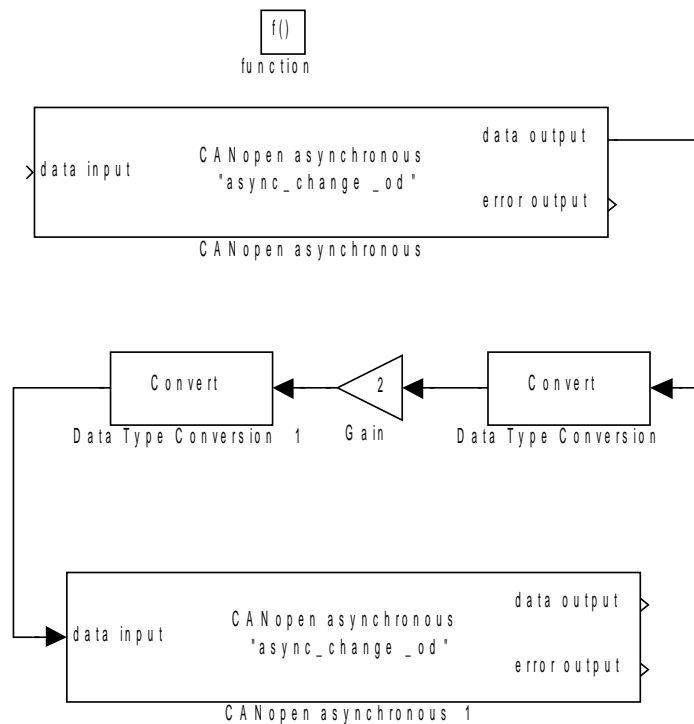 f()
function
data input
CANopen asynchronous
"async_change _od"
data output
error output
CANopen asynchronous
Convert
Data Type Conversion 1
2
Gain
Convert
Data Type Conversion
data input
CANopen asynchronous
"async_change _od"
data output
error output
CANopen asynchronous 1